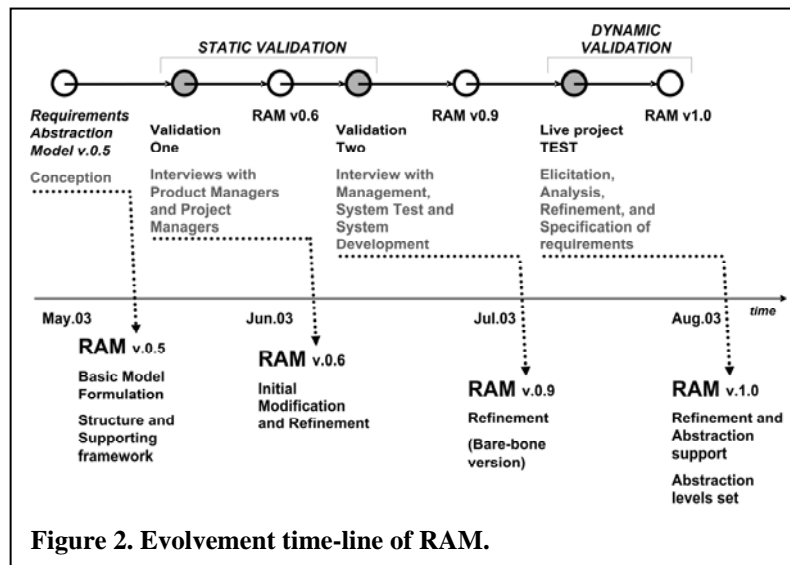 STATIC VALIDATION
DYNAMIC
VALIDATION
Requirements
Abstraction
Model v.0.5
Validation
One
RAM v0.6
Validation
Two
RAM v0.9
Live project
TEST
RAM v1.0
Conception
Interviews with
Product Managers
and Project
Managers
Interview with
Management,
System Test and
System
Development
Elicitation,
Analysis,
Refinement, and
Specification of
requirements
time
May.03
Jun.03
Jul.03
Aug.03
RAM v.0.5
Basic Model
Formulation
Structure and
Supporting
framework
RAM v.0.6
Initial
Modification
and Refinement
RAM v.0.9
Refinement
(Bare-bone
version)
RAM v.1.0
Refinement and
Abstraction
support
Abstraction
levels set
Figure 2. Evolvement time-line of RAM.